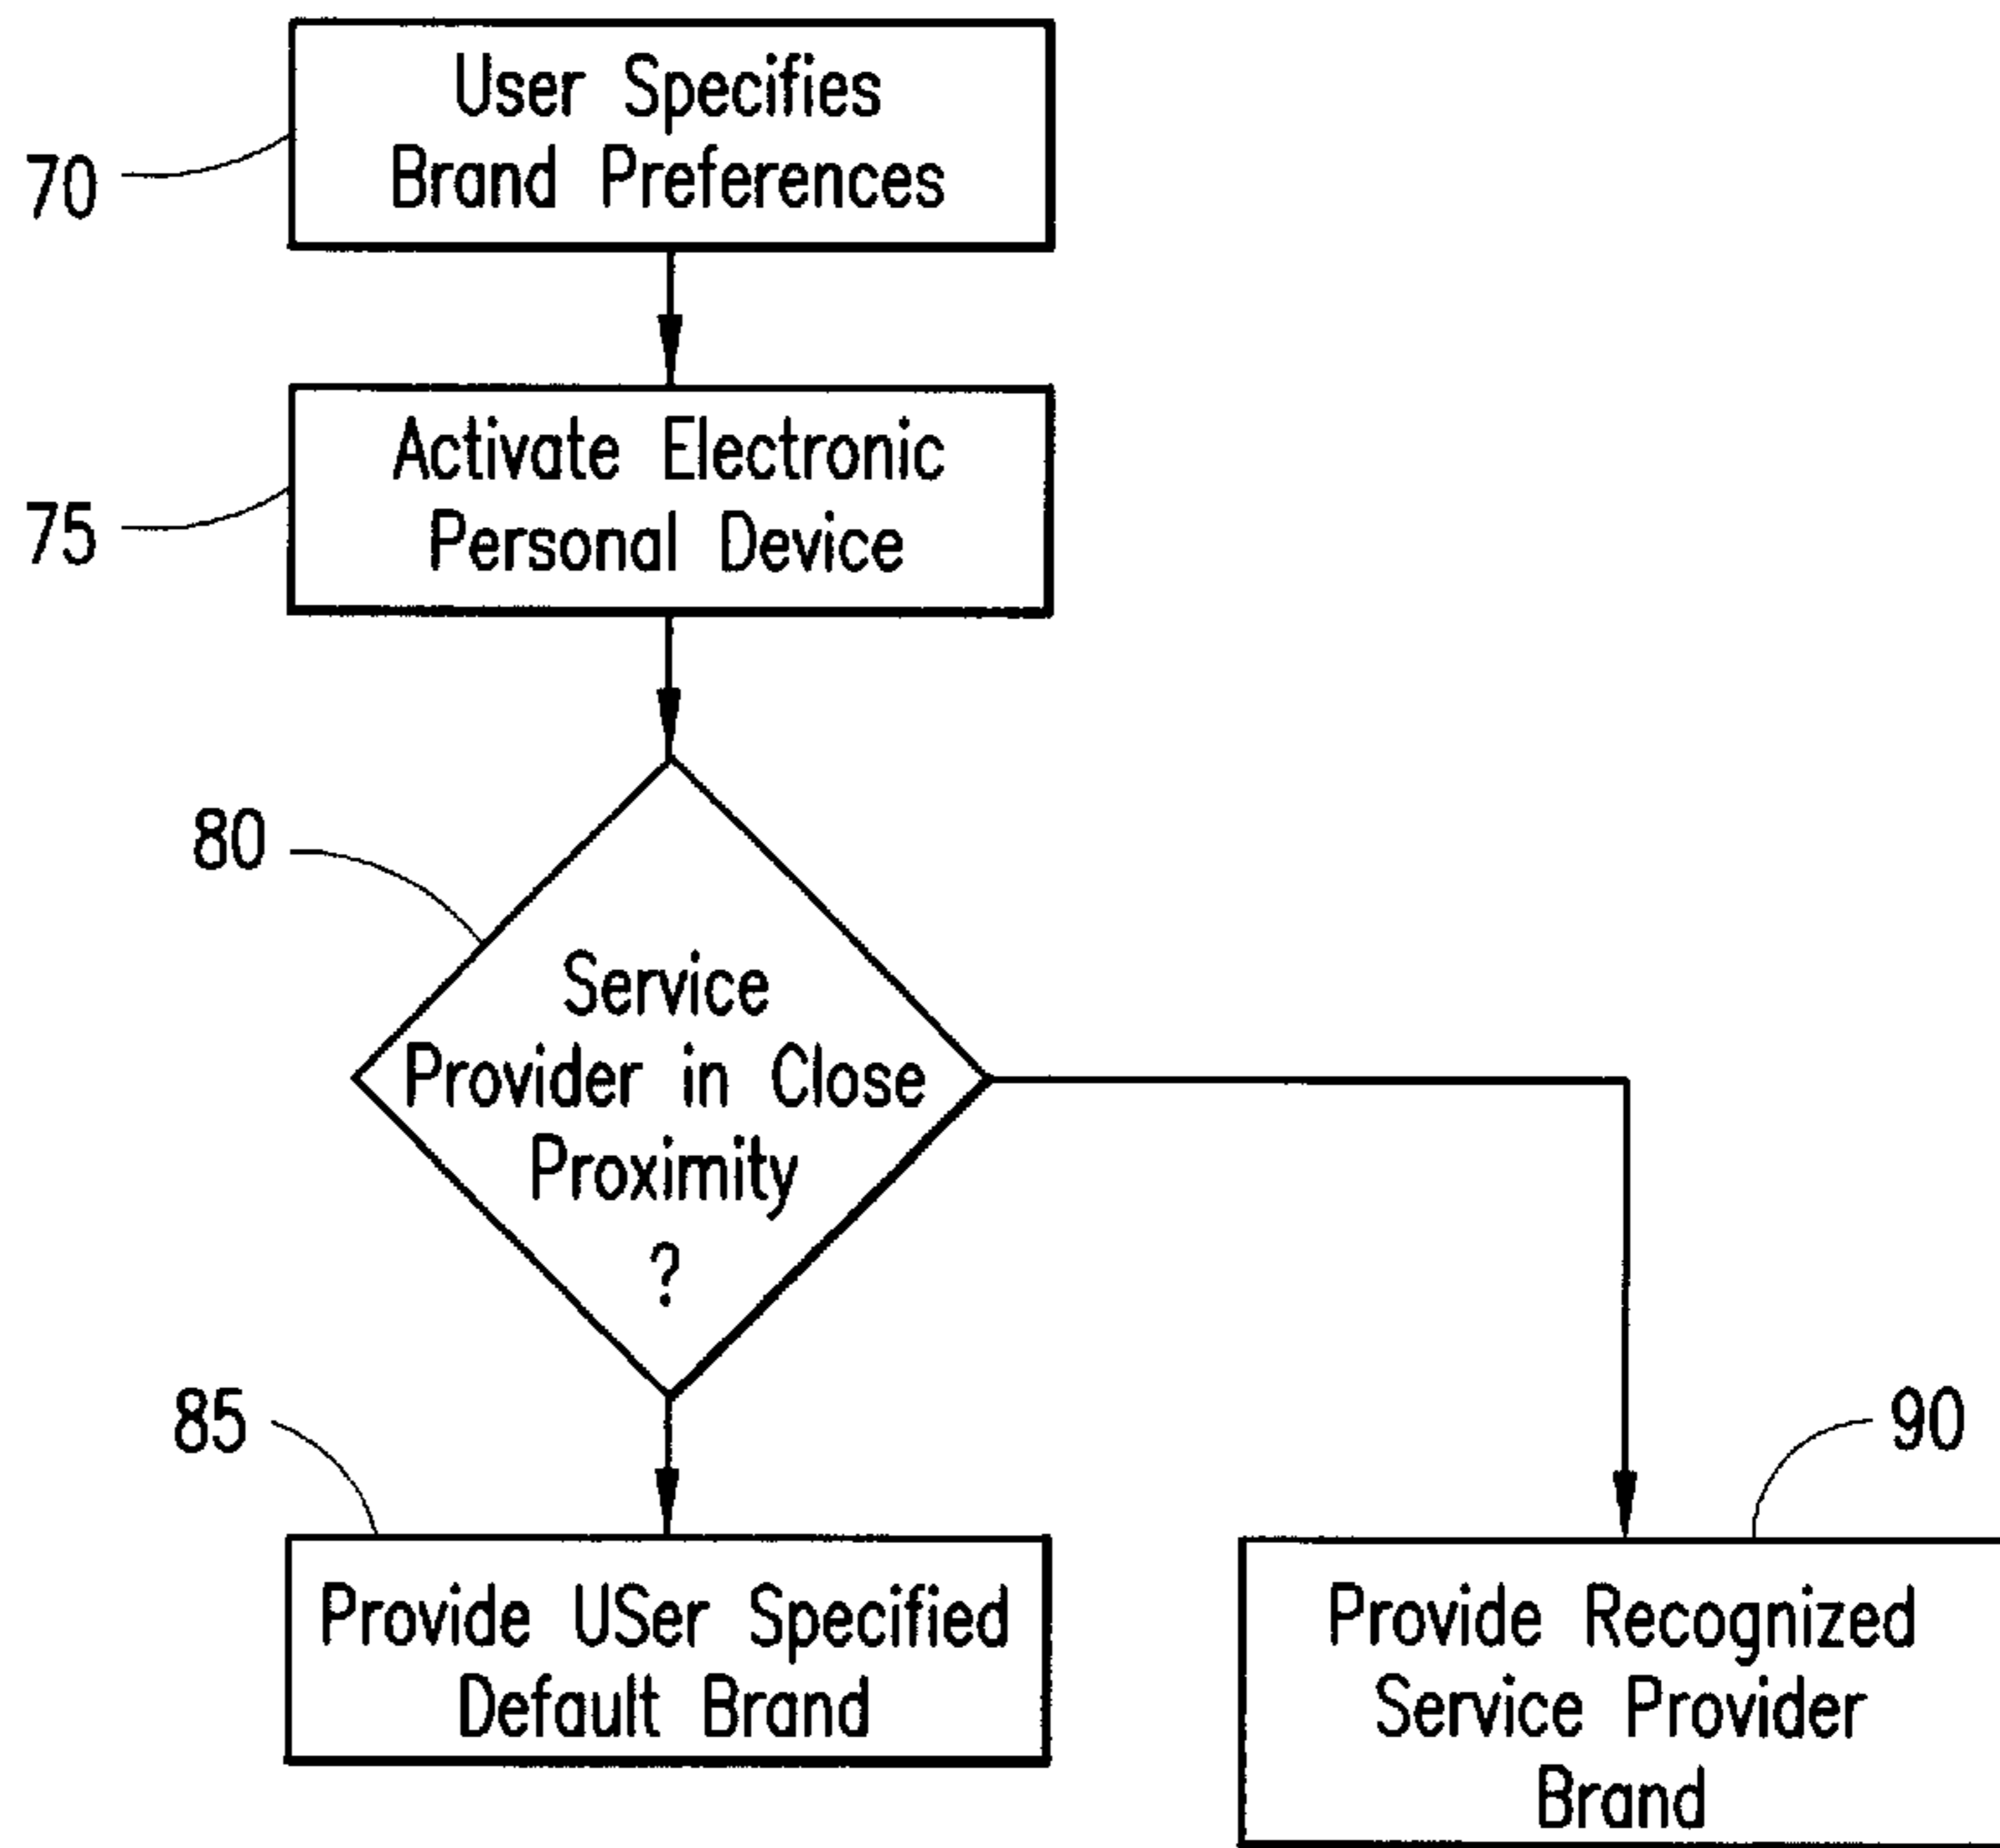 User Specifies
Brand Preferences
70
Activate Electronic
Personal Device
75
80
Service
Provider in Close
Proximity
?
85
90
Provide USer Specified
Default Brand
Provide Recognized
Service Provider
Brand